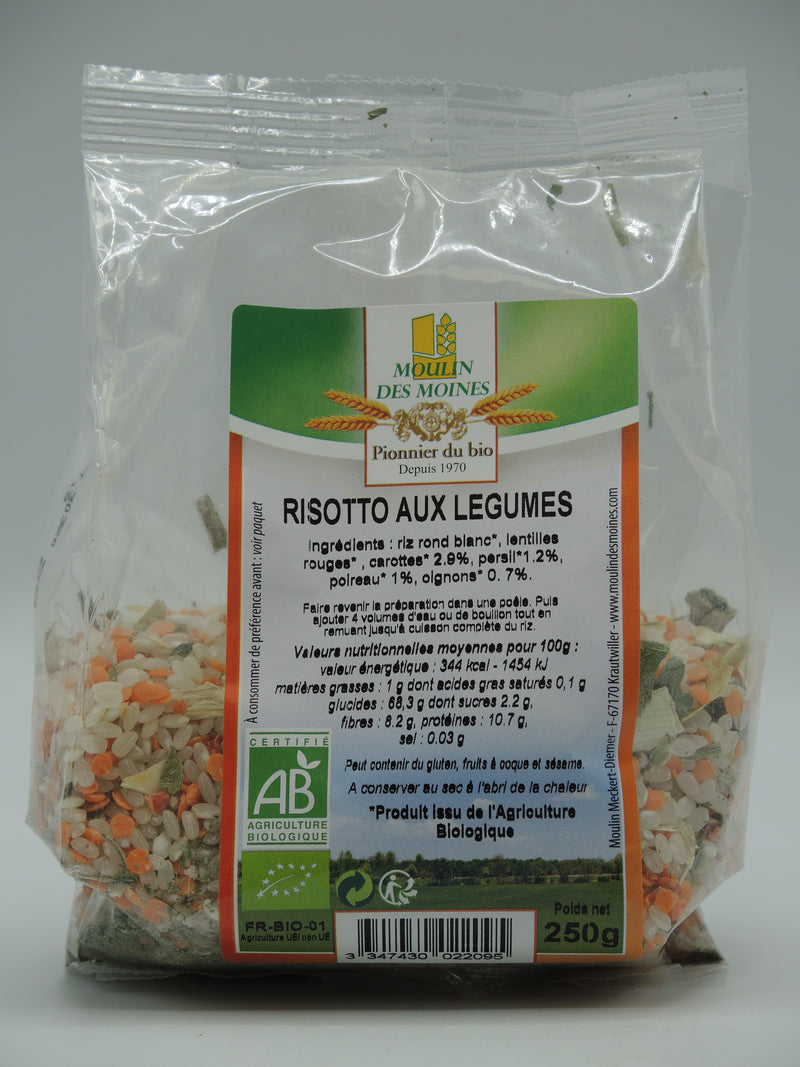 MOULIN
DES MOINES
Pionnier du bio
Depuis 1970
RISOTTO AUX LEGUMES
Ingrédients : riz rond blanc*, lentilles
rouges* , carottes* 2.9%, persil*1.2%,
poireau* 1%, oignons* 0. 7%.
Faire revenir la préparation dans une poêle. Puis
ajouter 4 volumes d'eau ou de bouillon tout en
remuant jusqu'à cuisson complète du riz.
Valeurs nutritionnelles moyennes pour 100g :
valeur énergétique : 344 kcal - 1454 kJ
matières grasses : 1 g dont acides gras saturés 0,1 g
glucides : 68,3 g dont sucres 2.2 g,
fibres : 8.2 g, protéines : 10.7 g,
sel : 0.03 g
Peut contenir du gluten, fruits à coque et sésame.
A conserver au sec à l'abri de la chaleur
*Produit issu de l'Agriculture
Biologique
À consommer de préférence avant : voir paquet
Moulin Meckert-Diemer - F-67170 Krautwiller - www.moulindesmoines.com
CERTIFIÉ
AB
AGRICULTURE
BIOLOGIQUE
FR-BIO-01
Agriculture UE/ non UE
3 347430 022095
Poids net
250g